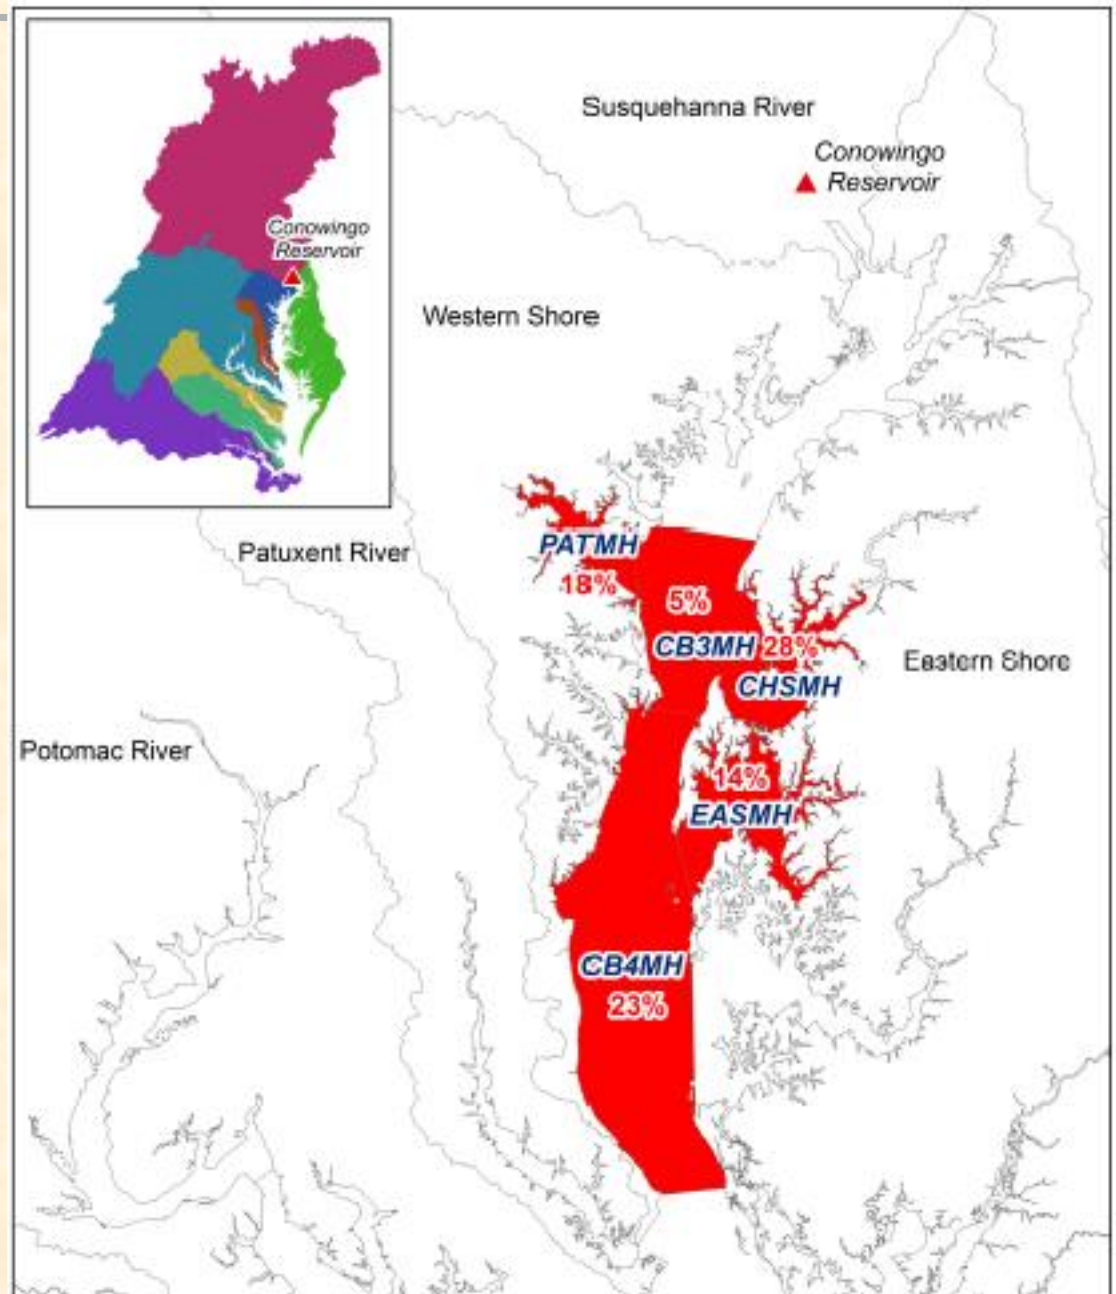 Susquehanna River
Conowingo
Reservoir
Conowingo
Reservoir
Western Shore
Patuxent River
PATMH
18%
5%
CB3MH
28%
CHSMH
Eastern Shore
Potomac River
14%
EASMH
CB4MH
23%